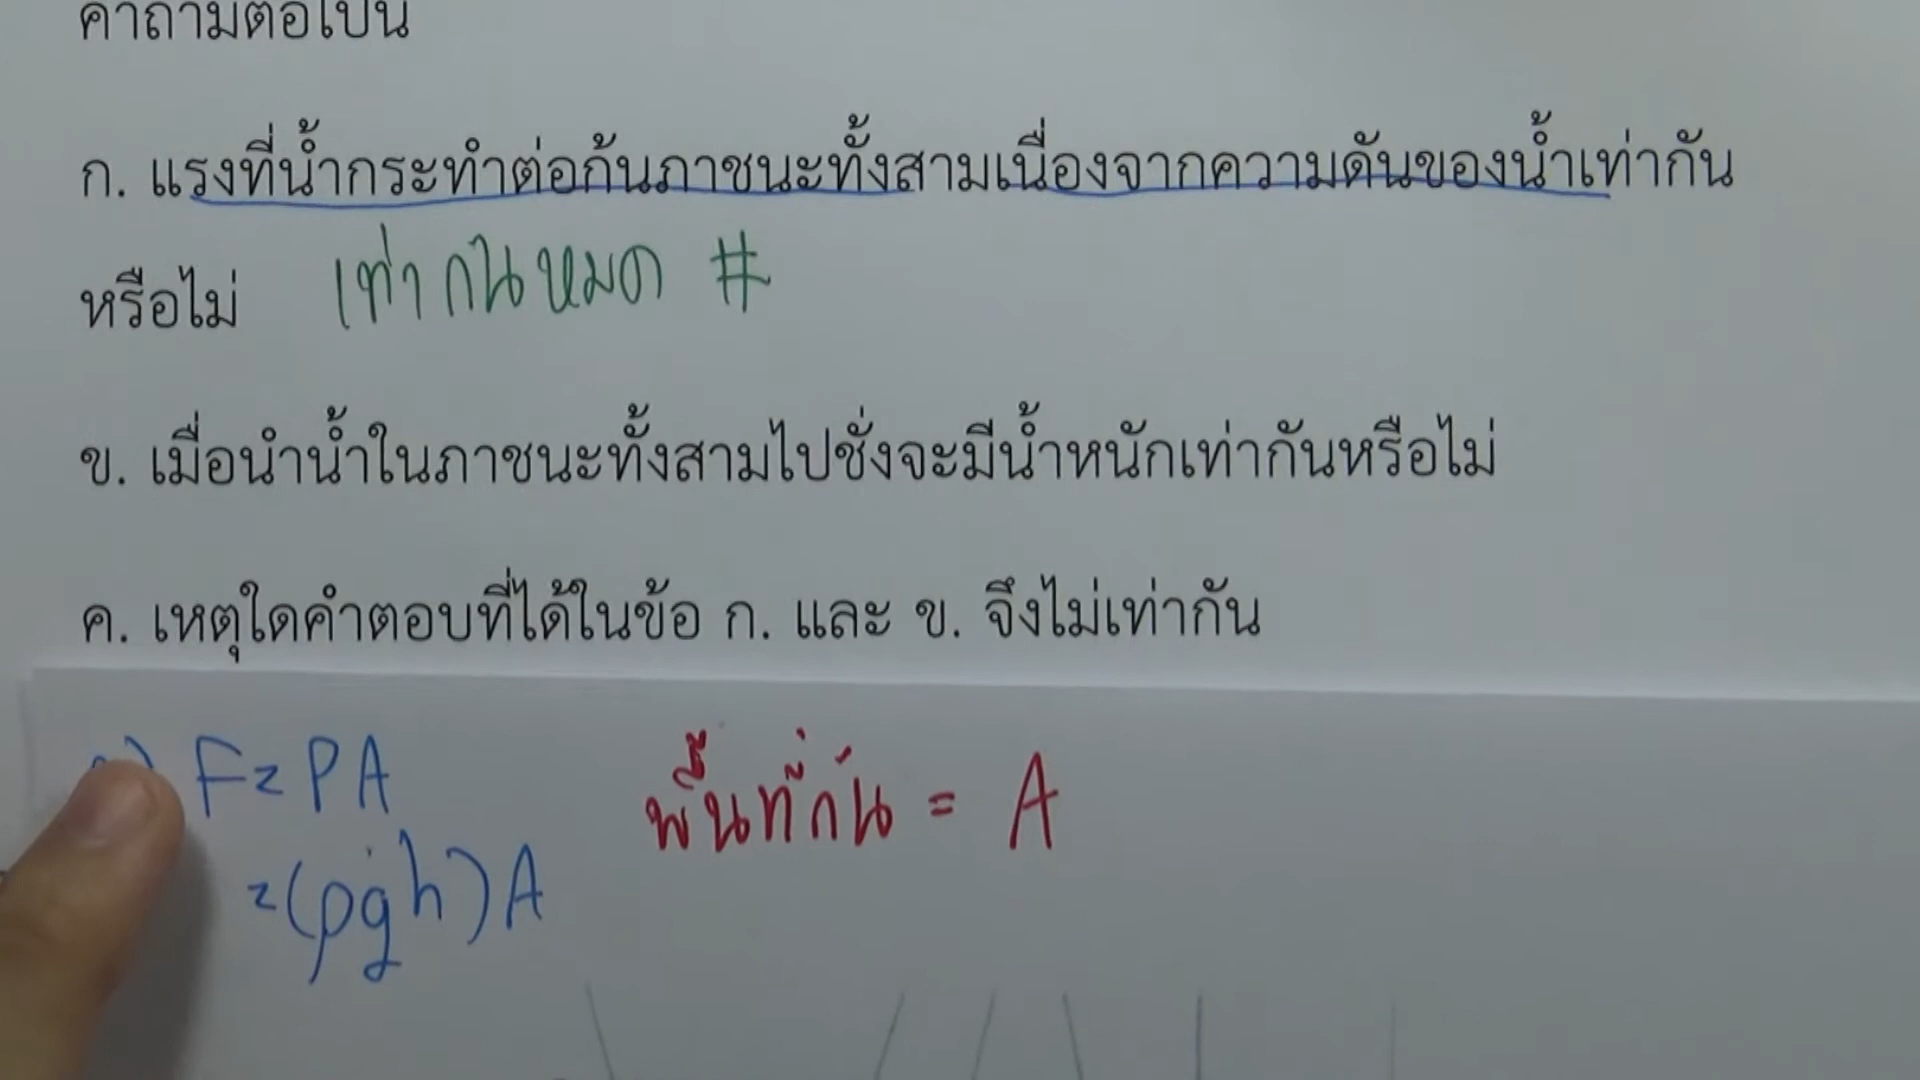 คำถามต่อไปนี้
ก. แรงที่น้ำกระทำต่อก้นภาชนะทั้งสามเนื่องจากความดันของน้ำเท่ากัน
หรือไม่ เท่ากันหมด #
ข. เมื่อนำน้ำในภาชนะทั้งสามไปชั่งจะมีน้ำหนักเท่ากันหรือไม่
ค. เหตุใดคำตอบที่ได้ในข้อ ก. และ ข. จึงไม่เท่ากัน
F = PA พื้นที่ก้น = A
= (ρgh)A